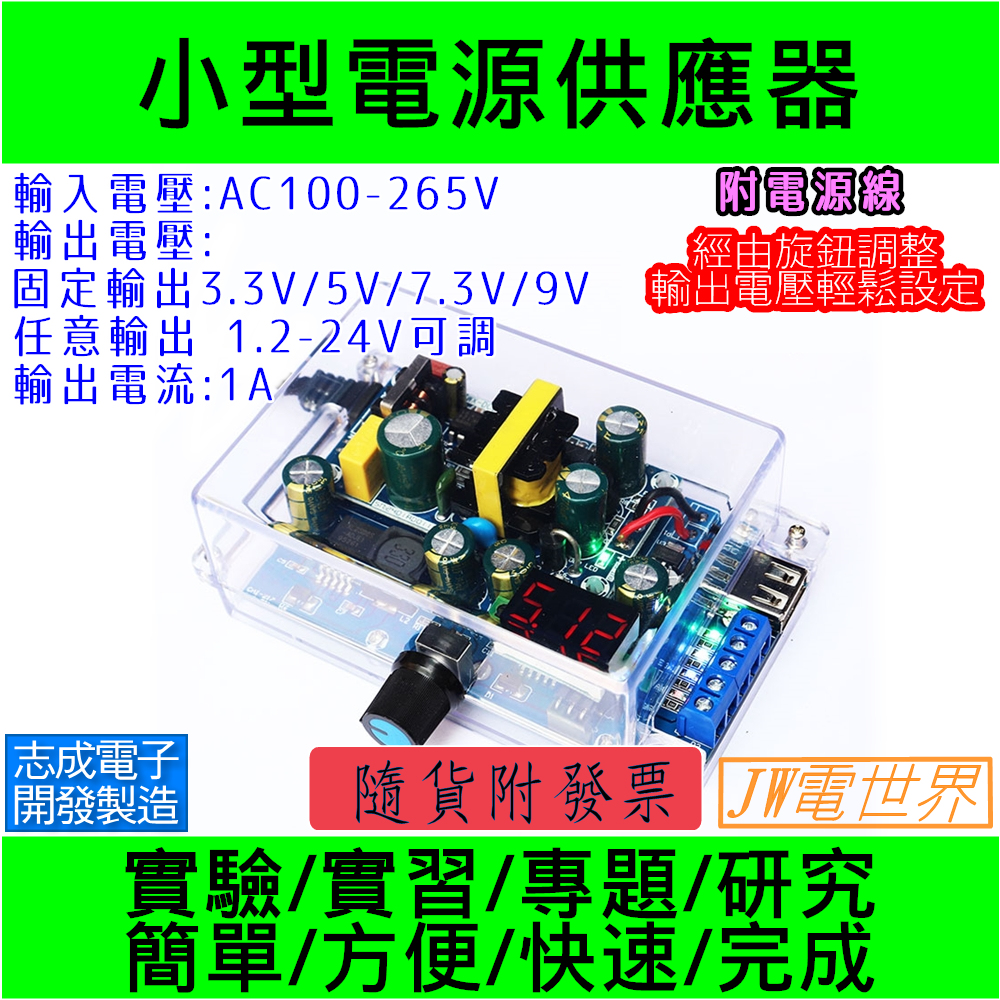 小型電源供應器
輸入電壓:AC100-265V
輸出電壓:
固定輸出3.3V/5V/7.3V/9V
任意輸出 1.2-24V可調
輸出電流:1A
附電源線
經由旋鈕調整
輸出電壓輕鬆設定
330
5.12
LED
志成電子
開發製造
隨貨附發票
JW電世界
實驗/實習/專題/研究
簡單/方便/快速/完成